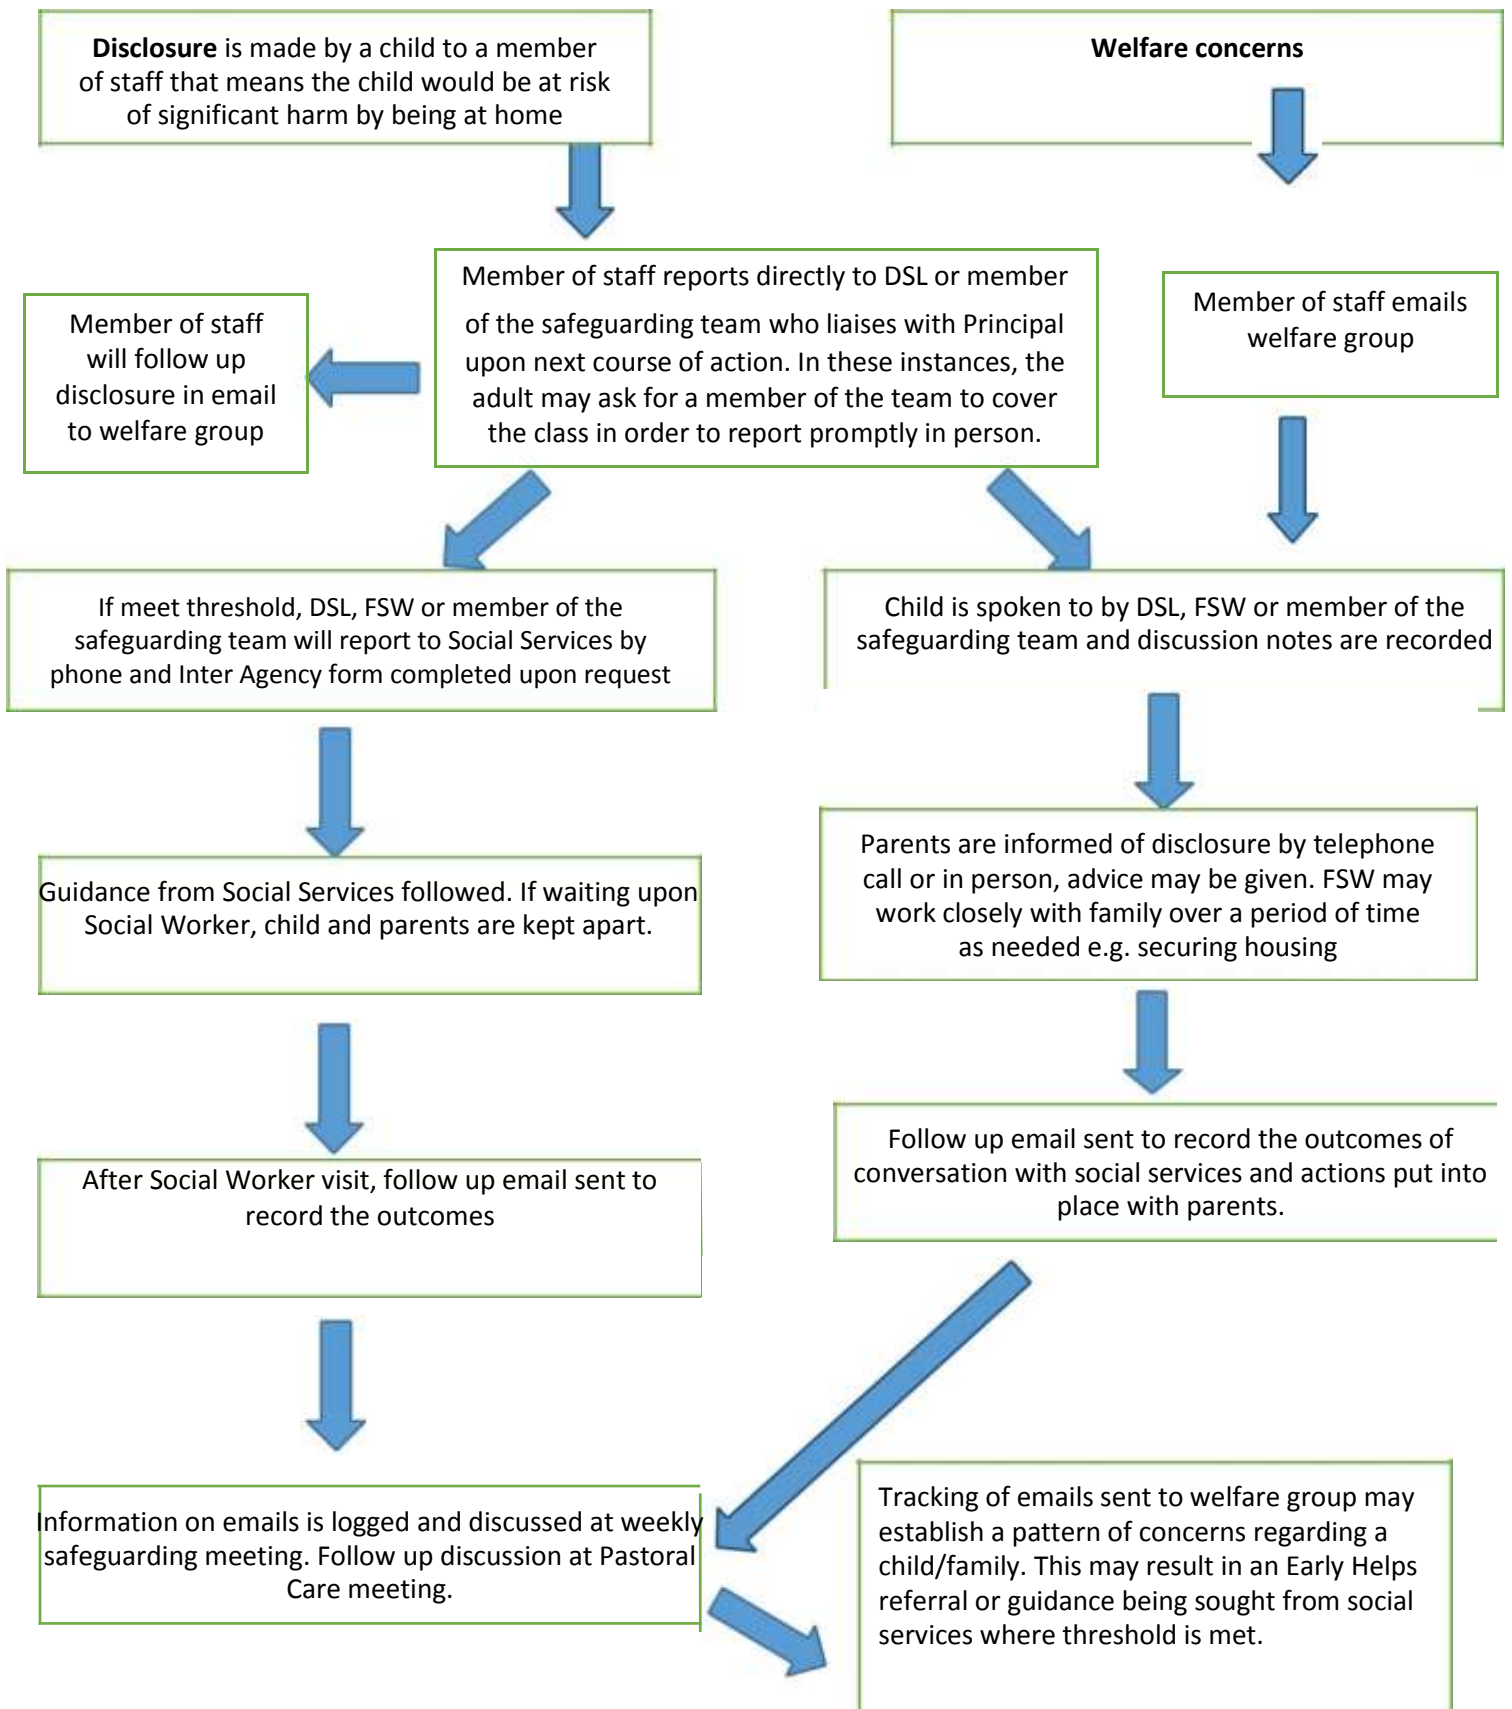 Disclosure is made by a child to a member
of staff that means the child would be at risk
of significant harm by being at home
Welfare concerns
Member of staff
will follow up
disclosure in email
to welfare group
Member of staff reports directly to DSL or member
of the safeguarding team who liaises with Principal
upon next course of action. In these instances, the
adult may ask for a member of the team to cover
the class in order to report promptly in person.
Member of staff emails
welfare group
If meet threshold, DSL, FSW or member of the
safeguarding team will report to Social Services by
phone and Inter Agency form completed upon request
Child is spoken to by DSL, FSW or member of the
safeguarding team and discussion notes are recorded
Guidance from Social Services followed. If waiting upon
Social Worker, child and parents are kept apart.
Parents are informed of disclosure by telephone
call or in person, advice may be given. FSW may
work closely with family over a period of time
as needed e.g. securing housing
After Social Worker visit, follow up email sent to
record the outcomes
Follow up email sent to record the outcomes of
conversation with social services and actions put into
place with parents.
Information on emails is logged and discussed at weekly
safeguarding meeting. Follow up discussion at Pastoral
Care meeting.
Tracking of emails sent to welfare group may
establish a pattern of concerns regarding a
child/family. This may result in an Early Helps
referral or guidance being sought from social
services where threshold is met.